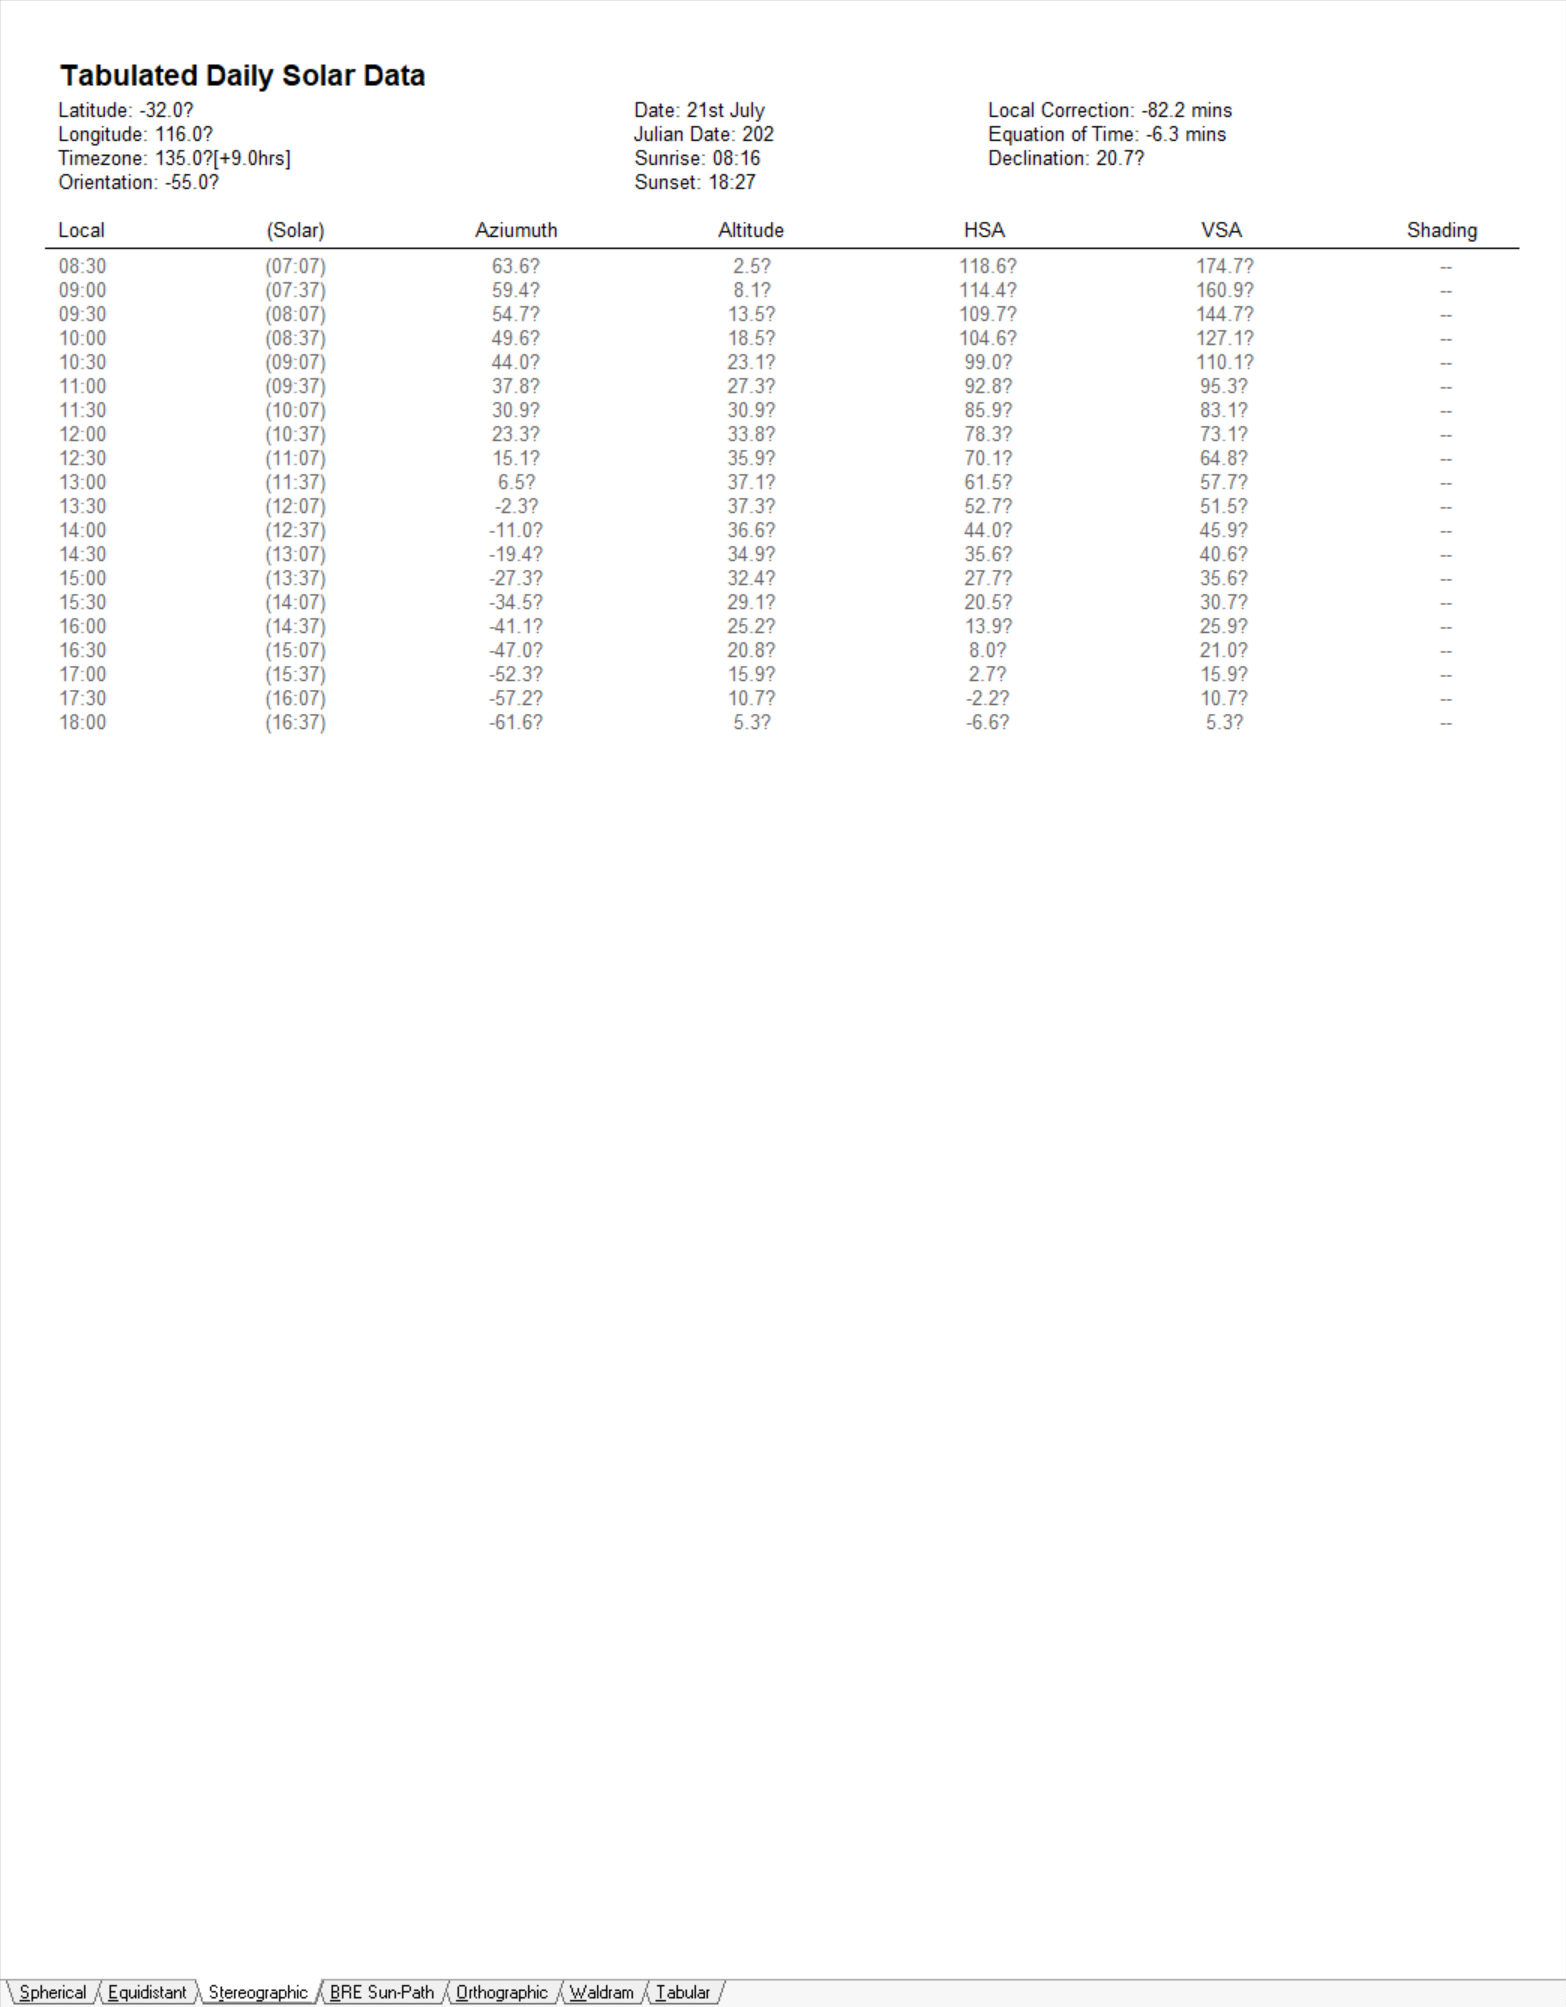 Tabulated Daily Solar Data
Latitude: -32.0? Date: 21st July Local Correction: -82.2 mins
Longitude: 116.0? Julian Date: 202 Equation of Time: -6.3 mins
Timezone: 135.0?[+9.0hrs] Sunrise: 08:16 Declination: 20.7?
Orientation: -55.0? Sunset: 18:27
Local (Solar) Aziumuth Altitude HSA VSA Shading
08:30 (07:07) 63.6? 2.5? 118.6? 174.7? --
09:00 (07:37) 59.4? 8.1? 114.4? 160.9? --
09:30 (08:07) 54.7? 13.5? 109.7? 144.7? --
10:00 (08:37) 49.6? 18.5? 104.6? 127.1? --
10:30 (09:07) 44.0? 23.1? 99.0? 110.1? --
11:00 (09:37) 37.8? 27.3? 92.8? 95.3? --
11:30 (10:07) 30.9? 30.9? 85.9? 83.1? --
12:00 (10:37) 23.3? 33.8? 78.3? 73.1? --
12:30 (11:07) 15.1? 35.9? 70.1? 64.8? --
13:00 (11:37) 6.5? 37.1? 61.5? 57.7? --
13:30 (12:07) -2.3? 37.3? 52.7? 51.5? --
14:00 (12:37) -11.0? 36.6? 44.0? 45.9? --
14:30 (13:07) -19.4? 34.9? 35.6? 40.6? --
15:00 (13:37) -27.3? 32.4? 27.7? 35.6? --
15:30 (14:07) -34.5? 29.1? 20.5? 30.7? --
16:00 (14:37) -41.1? 25.2? 13.9? 25.9? --
16:30 (15:07) -47.0? 20.8? 8.0? 21.0? --
17:00 (15:37) -52.3? 15.9? 2.7? 15.9? --
17:30 (16:07) -57.2? 10.7? -2.2? 10.7? --
18:00 (16:37) -61.6? 5.3? -6.6? 5.3? --
Spherical Equidistant Stereographic BRE Sun-Path Orthographic Waldram Tabular